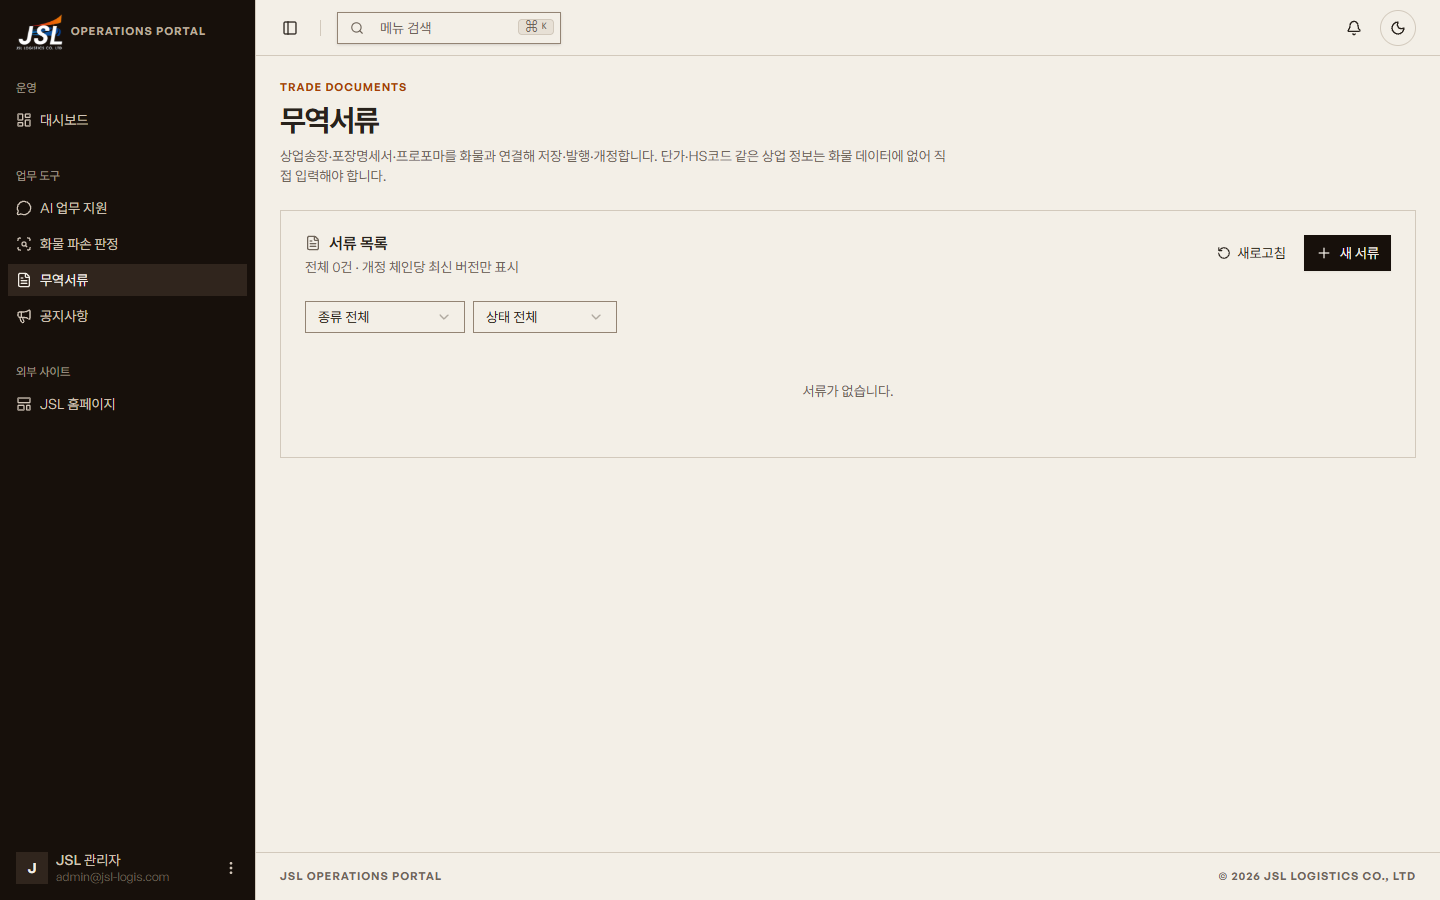 JSL
JSL LOGISTICS CO., LTD
OPERATIONS PORTAL
운영
대시보드
업무 도구
AI 업무 지원
화물 파손 판정
무역서류
공지사항
외부 사이트
JSL 홈페이지
J
JSL 관리자
admin@jsl-logis.com
메뉴 검색
⌘ K
TRADE DOCUMENTS
무역서류
상업송장·포장명세서·프로포마를 화물과 연결해 저장·발행·개정합니다. 단가·HS코드 같은 상업 정보는 화물 데이터에 없어 직
접 입력해야 합니다.
서류 목록
전체 0건 · 개정 체인당 최신 버전만 표시
새로고침
새 서류
종류 전체
상태 전체
서류가 없습니다.
JSL OPERATIONS PORTAL
© 2026 JSL LOGISTICS CO., LTD